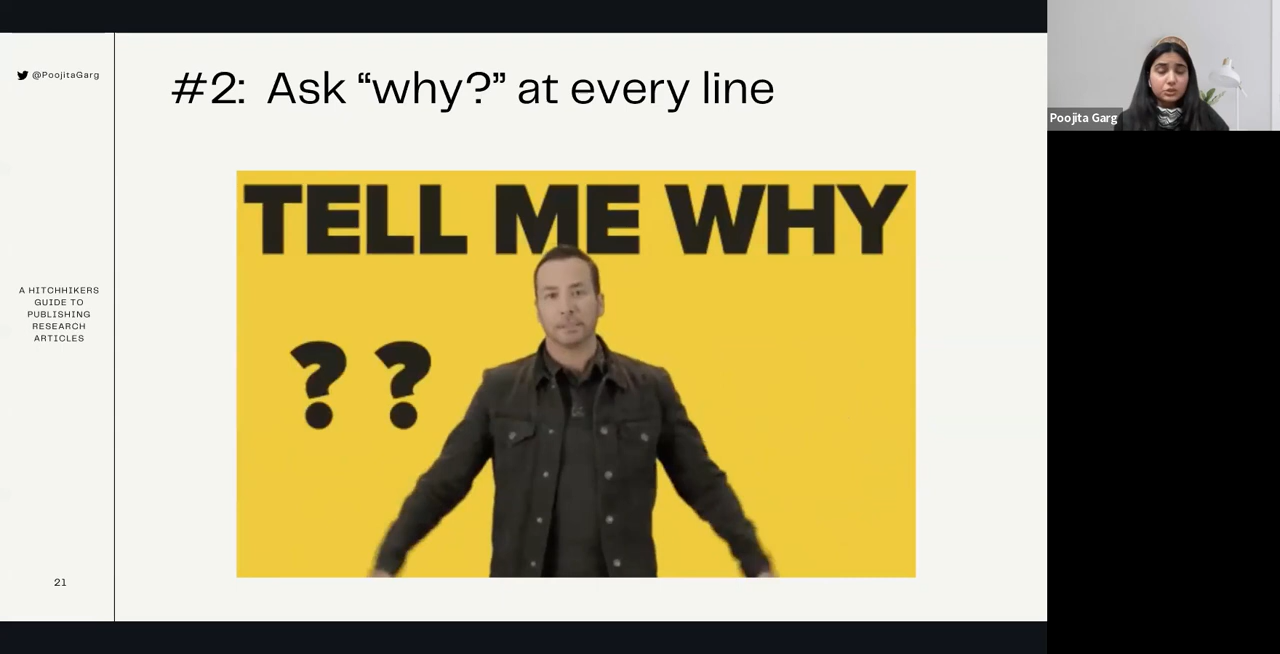 @PoojitaGarg
#2: Ask “why?” at every line
TELL ME WHY
? ?
A HITCHHIKERS
GUIDE TO
PUBLISHING
RESEARCH
ARTICLES
21
Poojita Garg